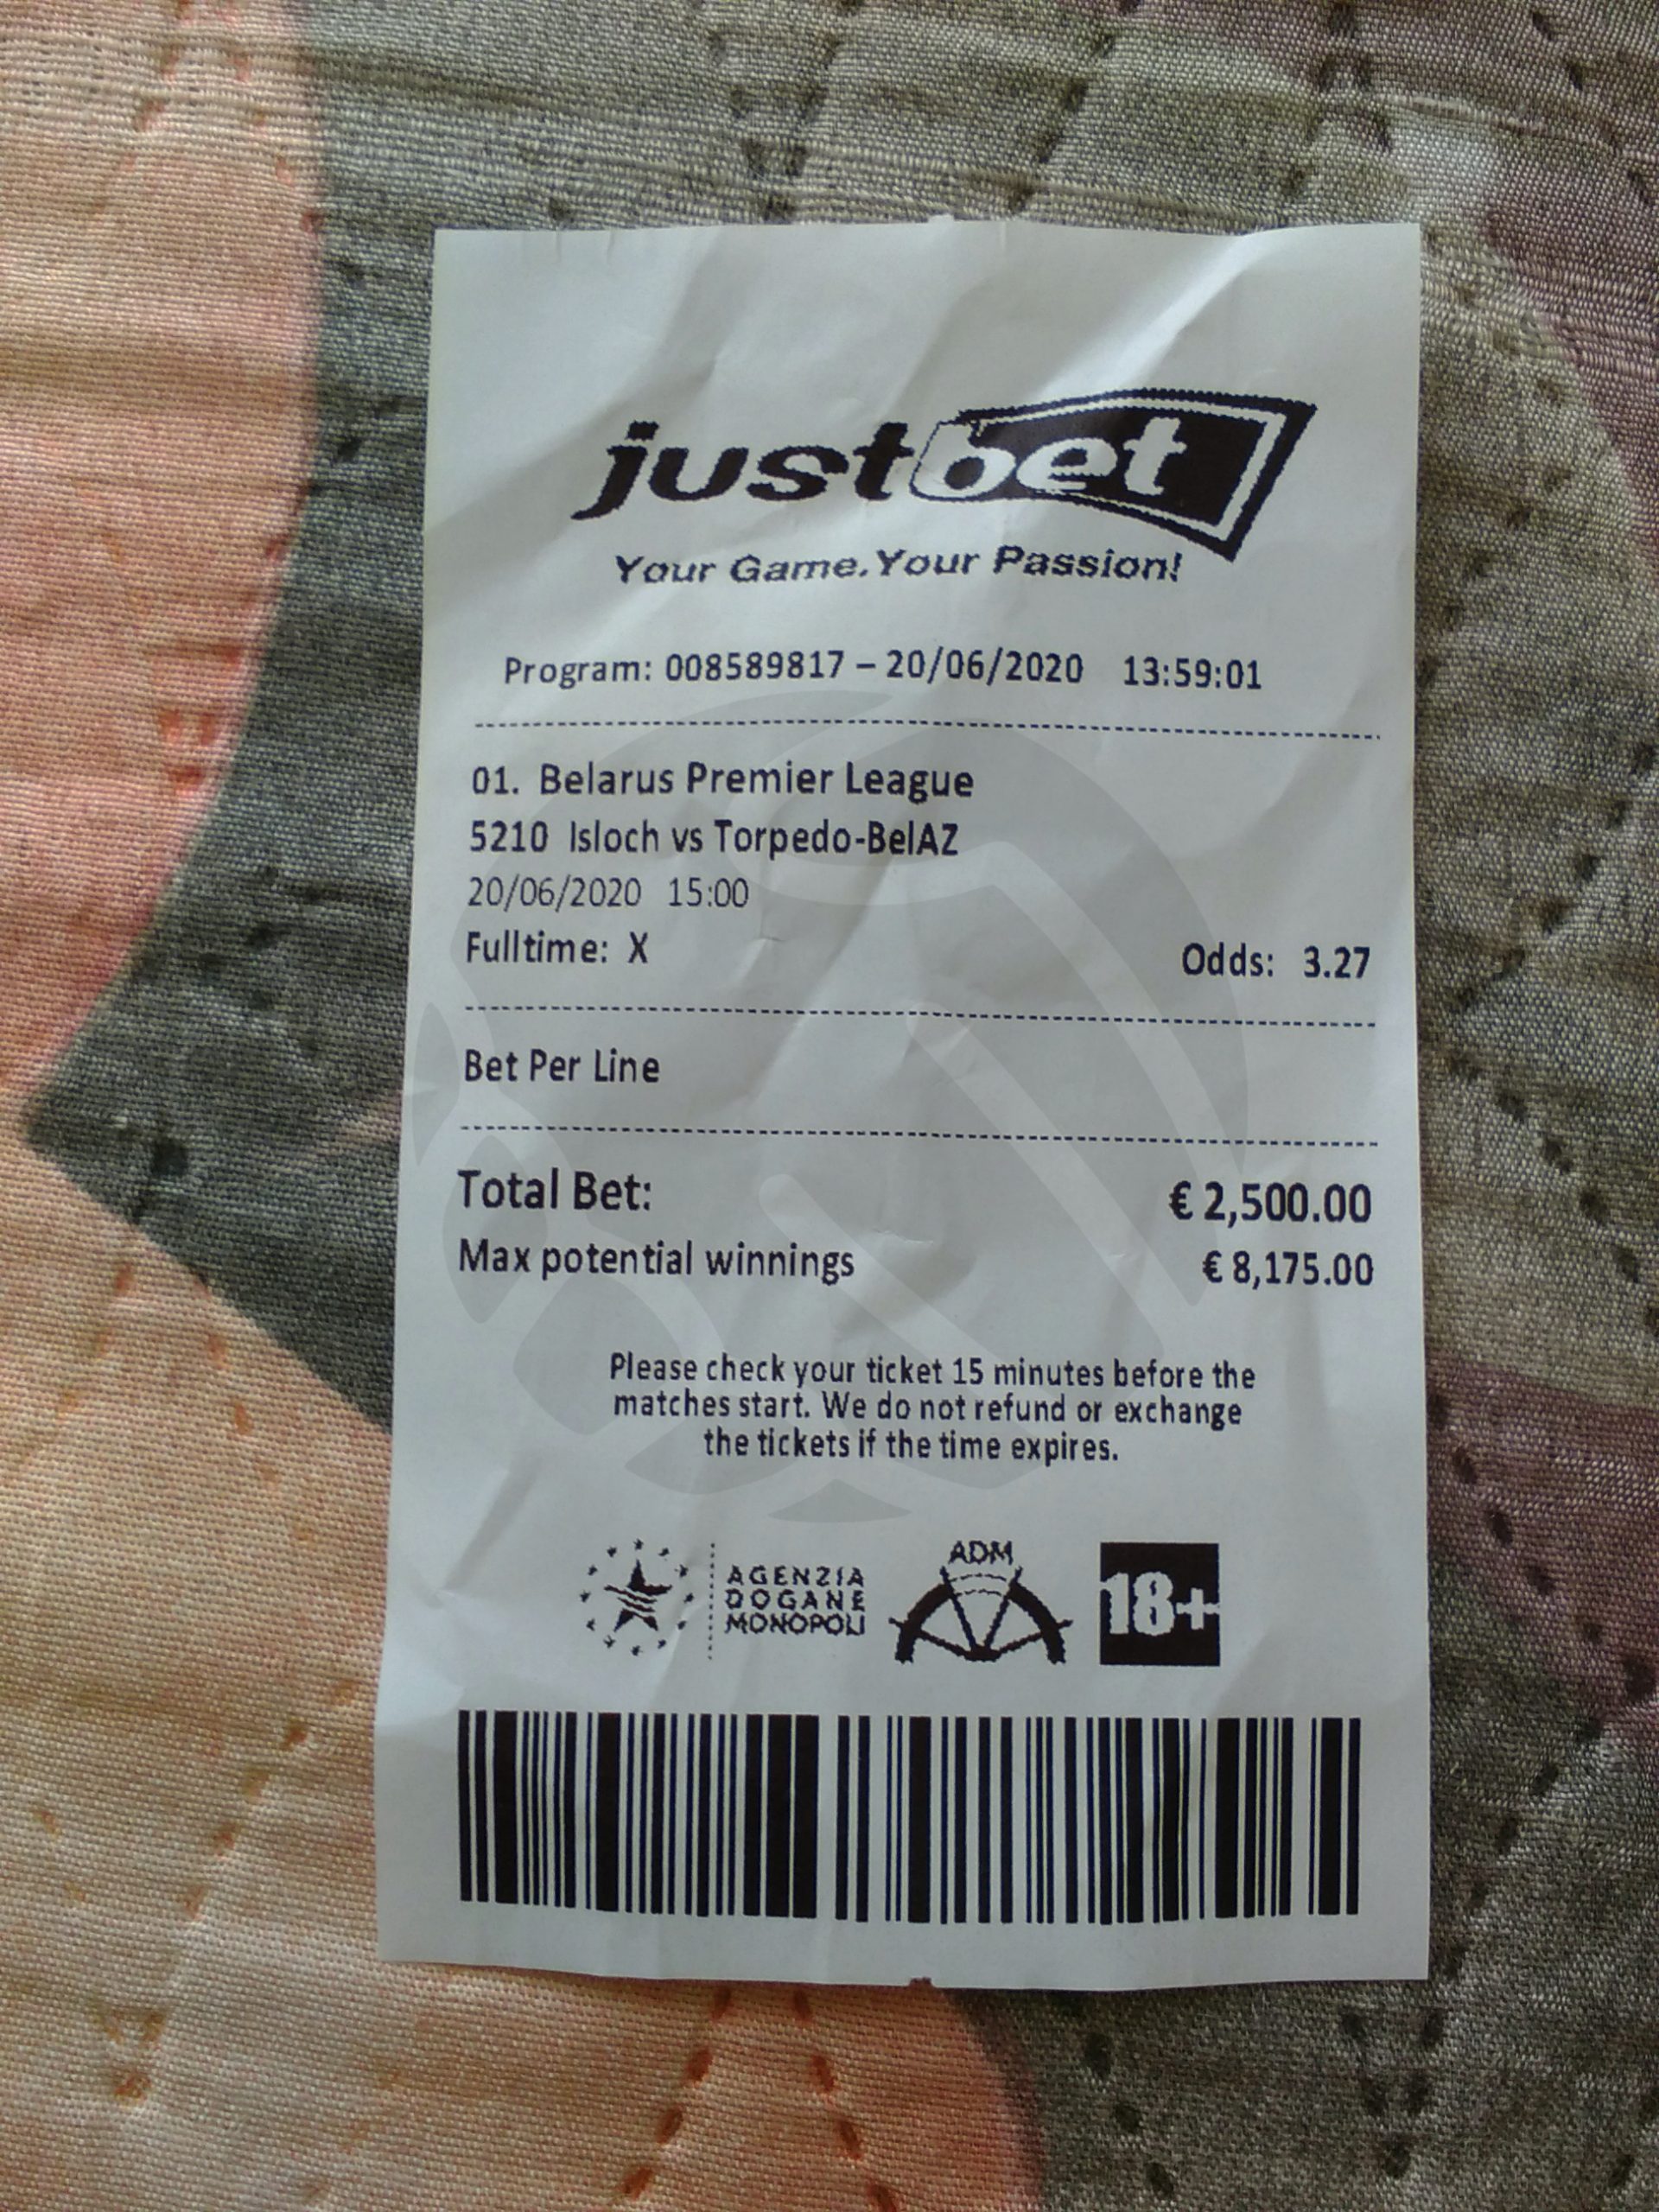 justbet
Your Game. Your Passion!
Program: 008589817 – 20/06/2020 13:59:01
01. Belarus Premier League
5210 Isloch vs Torpedo-BelAZ
20/06/2020 15:00
Fulltime: X Odds: 3.27
Bet Per Line
Total Bet: € 2,500.00
Max potential winnings € 8,175.00
Please check your ticket 15 minutes before the
matches start. We do not refund or exchange
the tickets if the time expires.
AGENZIA
DOGANE
MONOPOLI
ADM
18+